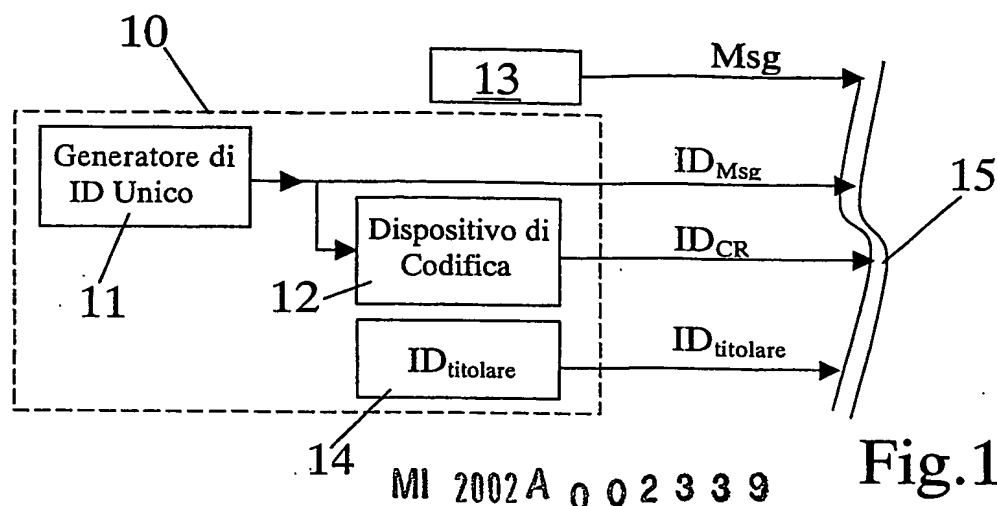 10
13
Msg
Generatore di
ID Unico
ID_Msg
15
Dispositivo di
Codifica
ID_CR
11
12
ID_titolare
ID_titolare
14
Fig.1
MI 2002 A 002339